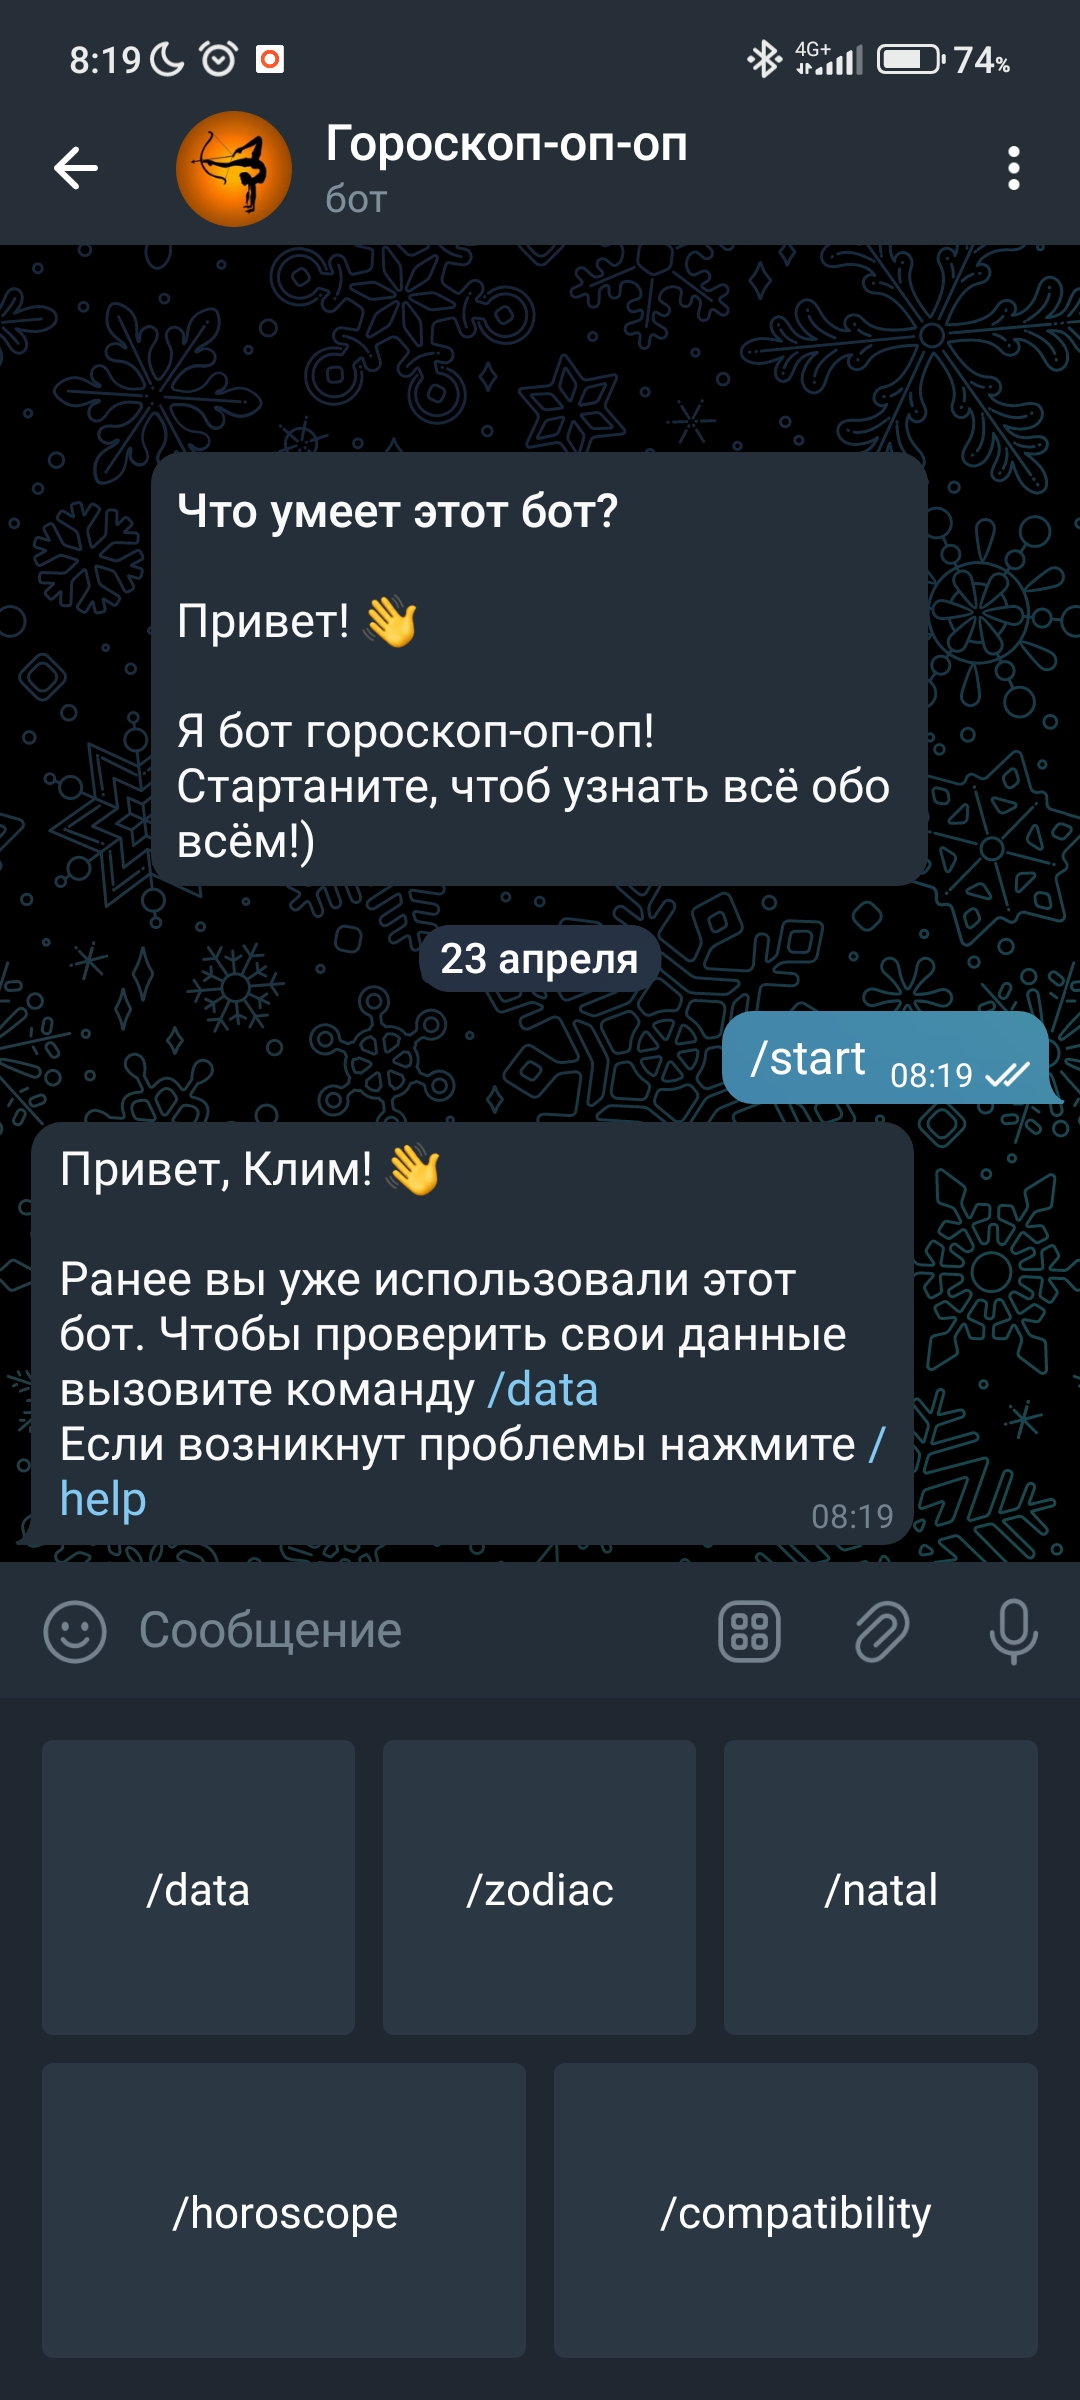 8:19
4G+
74%
Гороскоп-оп-оп
бот
Что умеет этот бот?
Привет! 👋
Я бот гороскоп-оп-оп!
Стартаните, чтоб узнать всё обо
всём!)
23 апреля
/start 08:19
Привет, Клим! 👋
Ранее вы уже использовали этот
бот. Чтобы проверить свои данные
вызовите команду /data
Если возникнут проблемы нажмите /
help
08:19
Сообщение
/data /zodiac /natal
/horoscope /compatibility